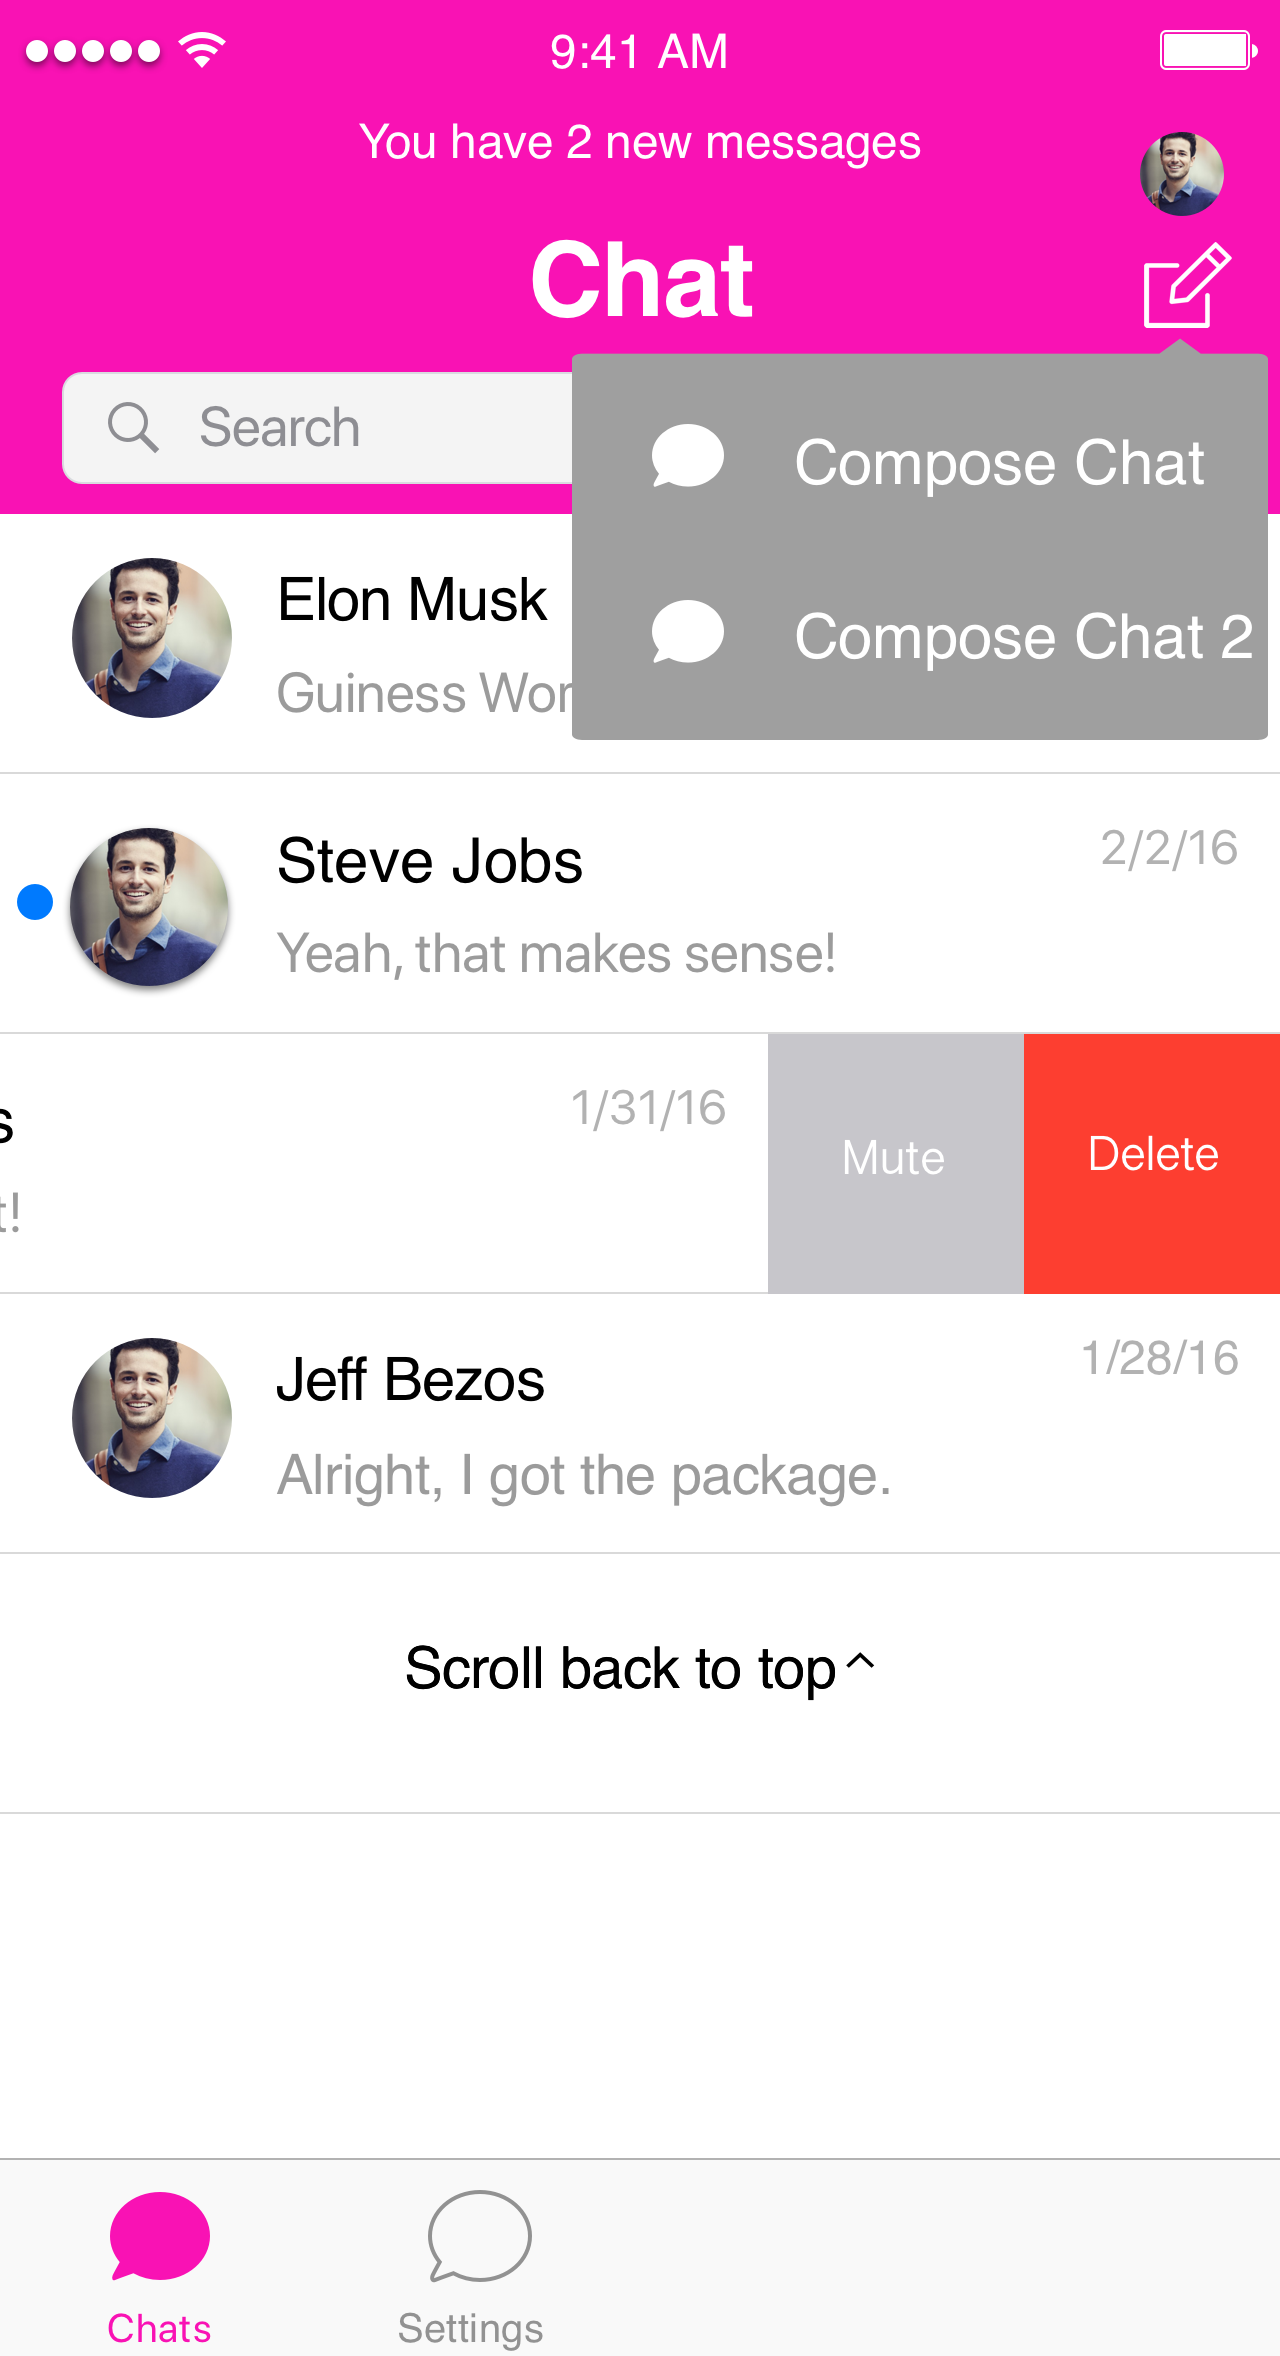 9:41 AM
You have 2 new messages
Chat
Search
Compose Chat
Compose Chat 2
Elon Musk
Guiness Wor
Steve Jobs
2/2/16
Yeah, that makes sense!
s
1/31/16
t!
Mute
Delete
Jeff Bezos
1/28/16
Alright, I got the package.
Scroll back to top
Chats
Settings